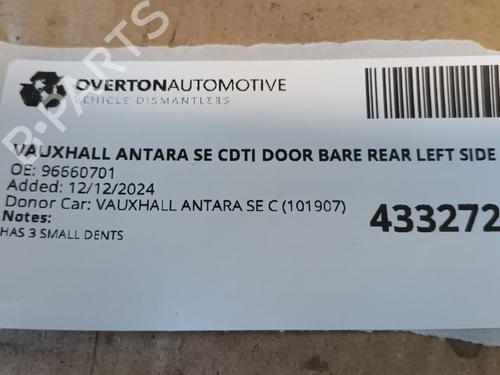 OVERTONAUTOMOTIVE
VEHICLE DISMANTLERS
VAUXHALL ANTARA SE CDTI DOOR BARE REAR LEFT SIDE
OE: 96660701
Added: 12/12/2024
Donor Car: VAUXHALL ANTARA SE C (101907)
433272
Notes:
HAS 3 SMALL DENTS
B-PARTS